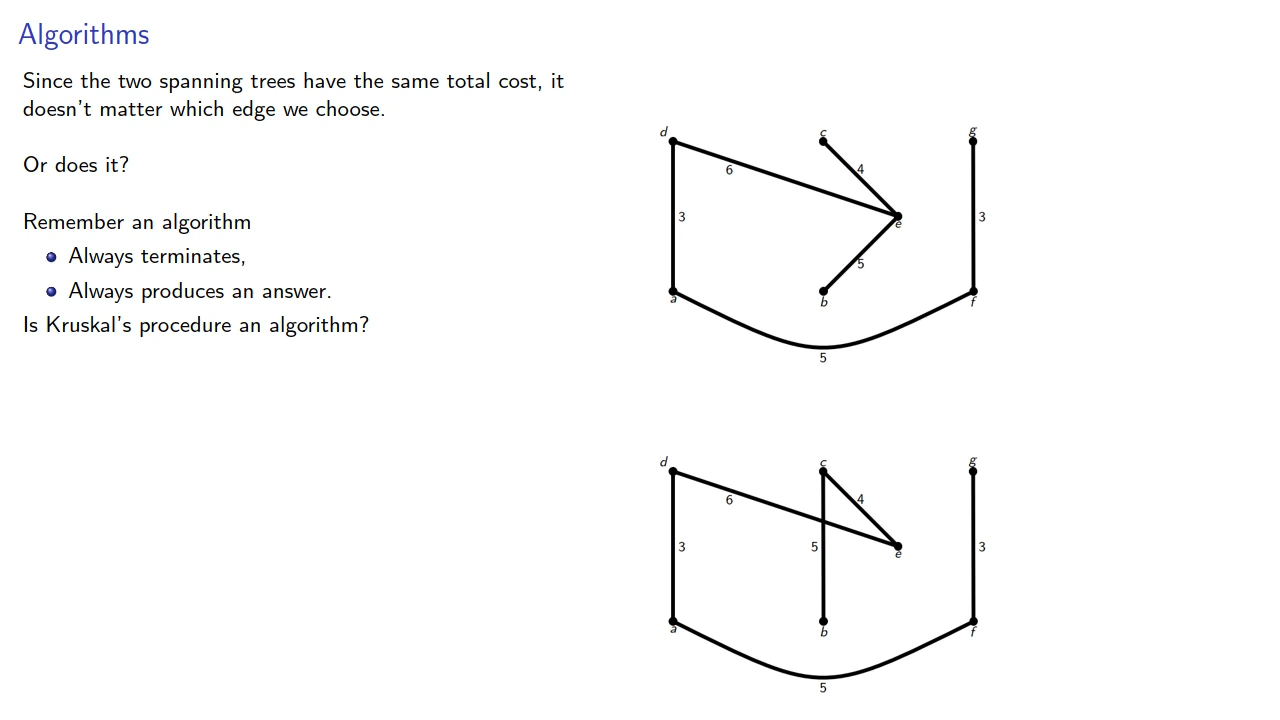 Algorithms
Since the two spanning trees have the same total cost, it
doesn't matter which edge we choose.
Or does it?
Remember an algorithm
Always terminates,
Always produces an answer.
Is Kruskal's procedure an algorithm?
d
c
g
6
4
3
3
e
5
a
b
f
5
d
c
g
6
4
3
5
3
e
a
b
f
5